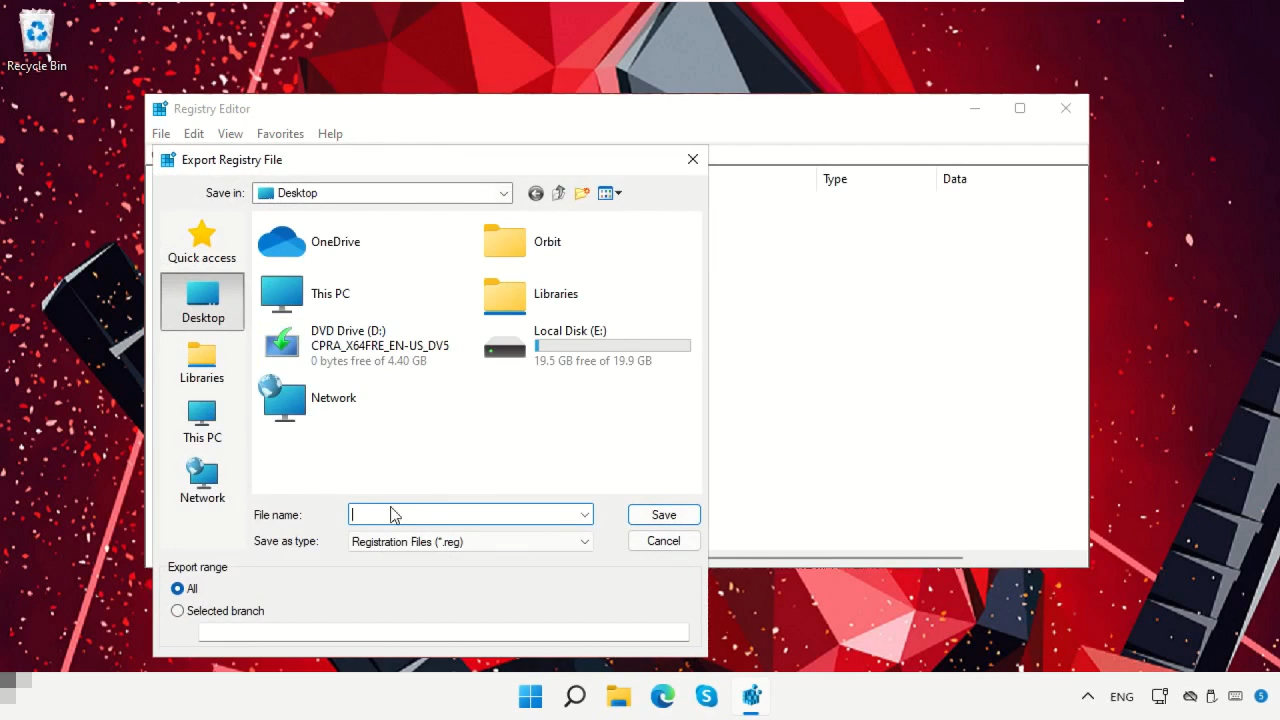 Recycle Bin
Registry Editor
File Edit View Favorites Help
Export Registry File
Type Data
Save in: Desktop
Quick access
Desktop
Libraries
This PC
Network
OneDrive
Orbit
This PC
Libraries
DVD Drive (D:)
CPRA_X64FRE_EN-US_DV5
0 bytes free of 4.40 GB
Local Disk (E:)
19.5 GB free of 19.9 GB
Network
File name:
Save
Save as type: Registration Files (*.reg)
Cancel
Export range
All
Selected branch
ENG
5